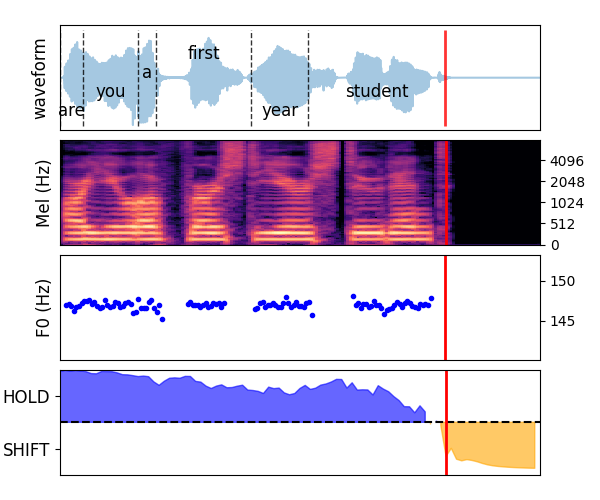 waveform
are
you
a
first
year
student
Mel (Hz)
4096
2048
1024
512
0
F0 (Hz)
150
145
HOLD
SHIFT